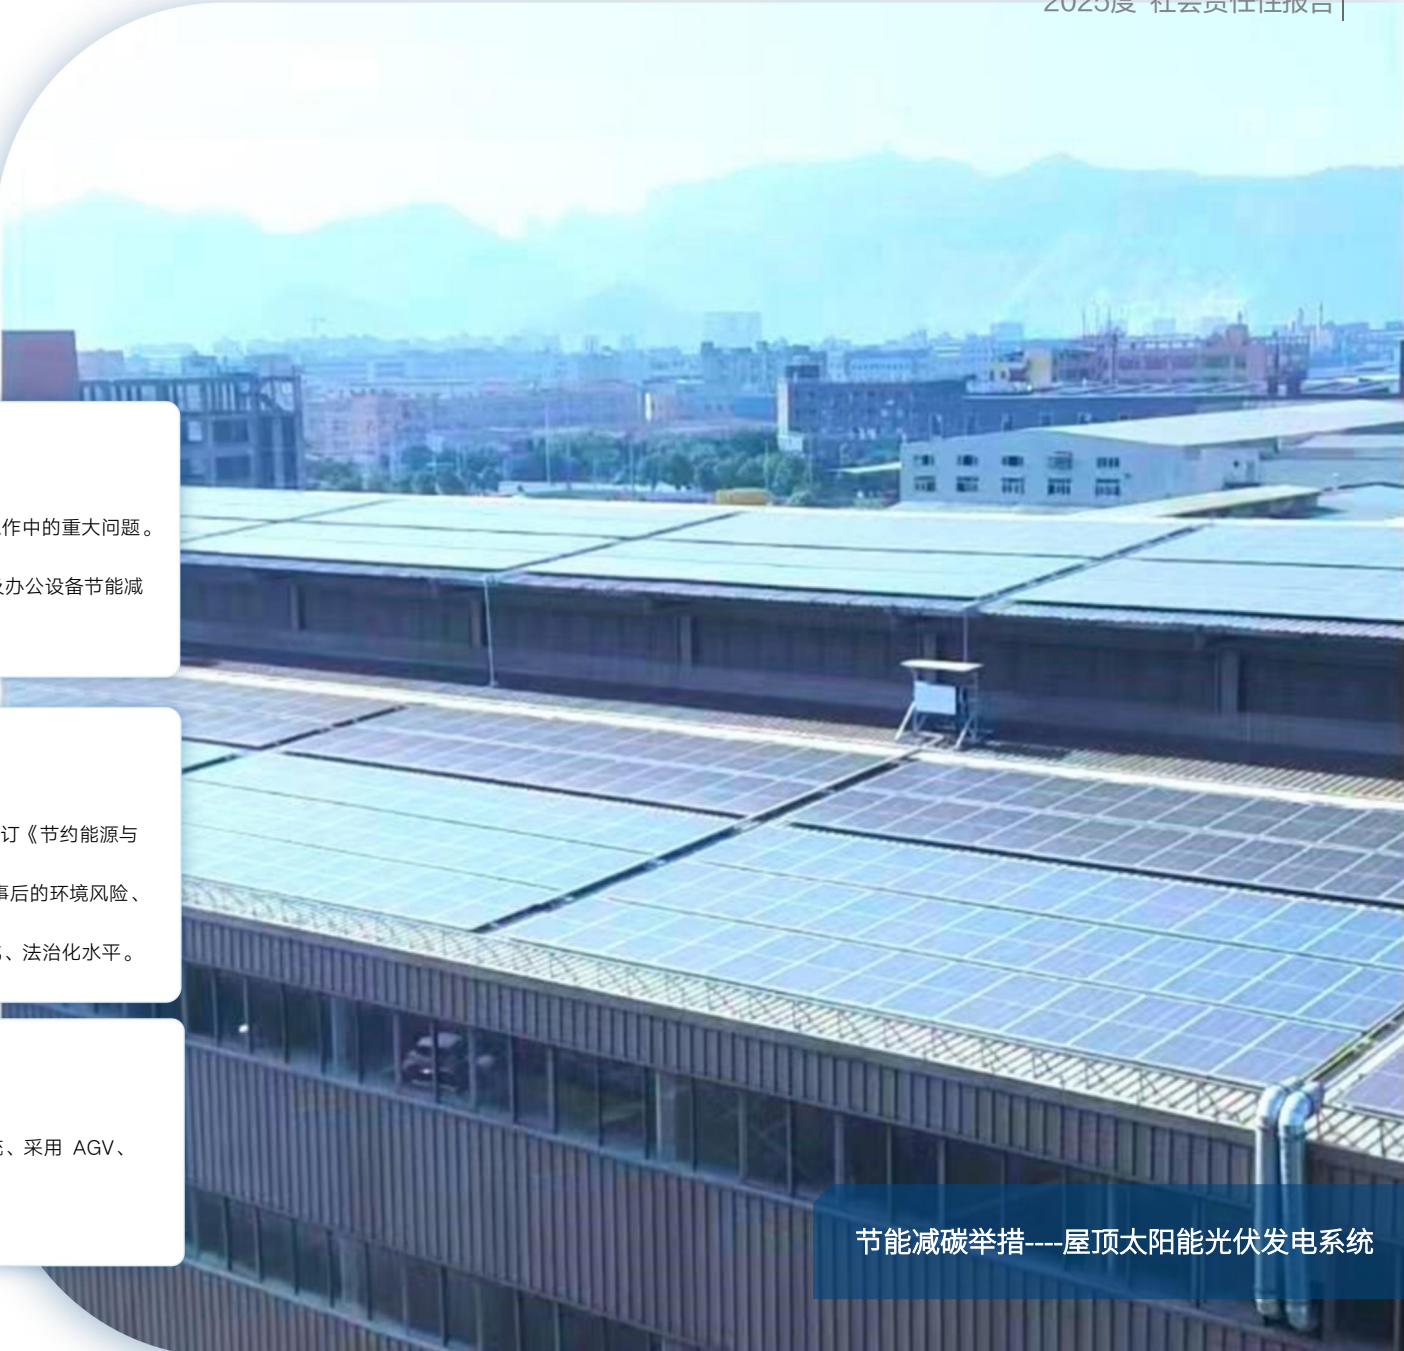 2025度 社会责任性报告
作中的重大问题。
办公设备节能减
订《节约能源与
事后的环境风险、
、法治化水平。
、采用 AGV、
节能减碳举措----屋顶太阳能光伏发电系统